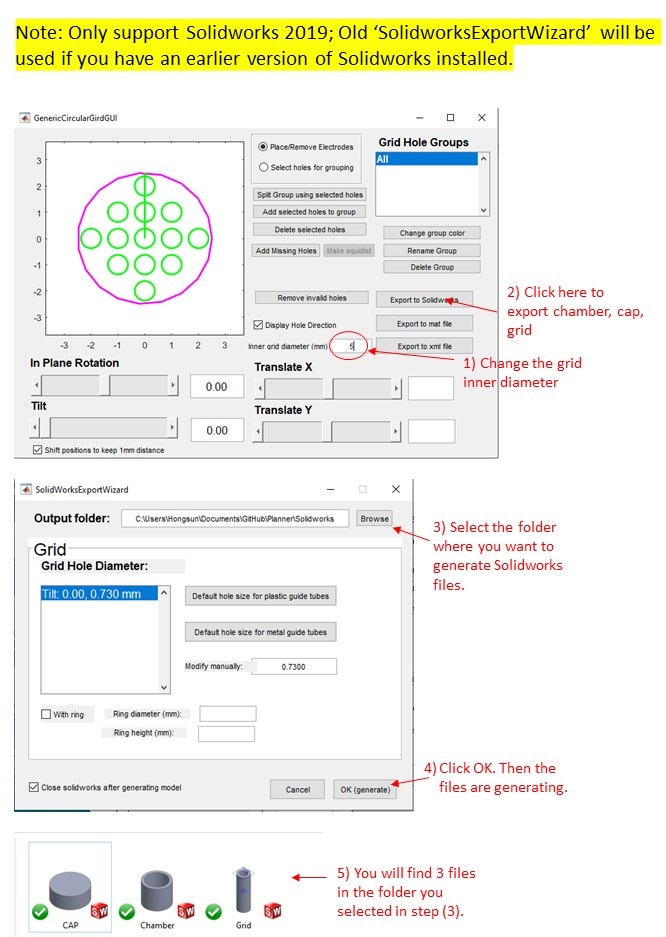 Note: Only support Solidworks 2019; Old ‘SolidworksExportWizard’ will be
used if you have an earlier version of Solidworks installed.
GenericCircularGirdGUI
3
2
1
0
-1
-2
-3
-3 -2 -1 0 1 2 3
Place/Remove Electrodes
Select holes for grouping
Grid Hole Groups
All
Split Group using selected holes
Add selected holes to group
Delete selected holes
Add Missing Holes
Make equidist
Change group color
Rename Group
Delete Group
Remove invalid holes
Export to Solidworks
Display Hole Direction
Export to mat file
Inner grid diameter (mm)
5
Export to xml file
2) Click here to
export chamber, cap,
grid
1) Change the grid
inner diameter
In Plane Rotation
0.00
Translate X
Tilt
0.00
Translate Y
Shift positions to keep 1mm distance
SolidWorksExportWizard
Output folder:
C:\Users\Hongsun\Documents\GitHub\Planner\Solidworks
Browse
Grid
Grid Hole Diameter:
Tilt: 0.00, 0.730 mm
Default hole size for plastic guide tubes
Default hole size for metal guide tubes
Modify manually:
0.7300
With ring
Ring diameter (mm):
Ring height (mm):
Close solidworks after generating model
Cancel
OK (generate)
3) Select the folder
where you want to
generate Solidworks
files.
4) Click OK. Then the
files are generating.
CAP
Chamber
Grid
SW
SW
SW
5) You will find 3 files
in the folder you
selected in step (3).